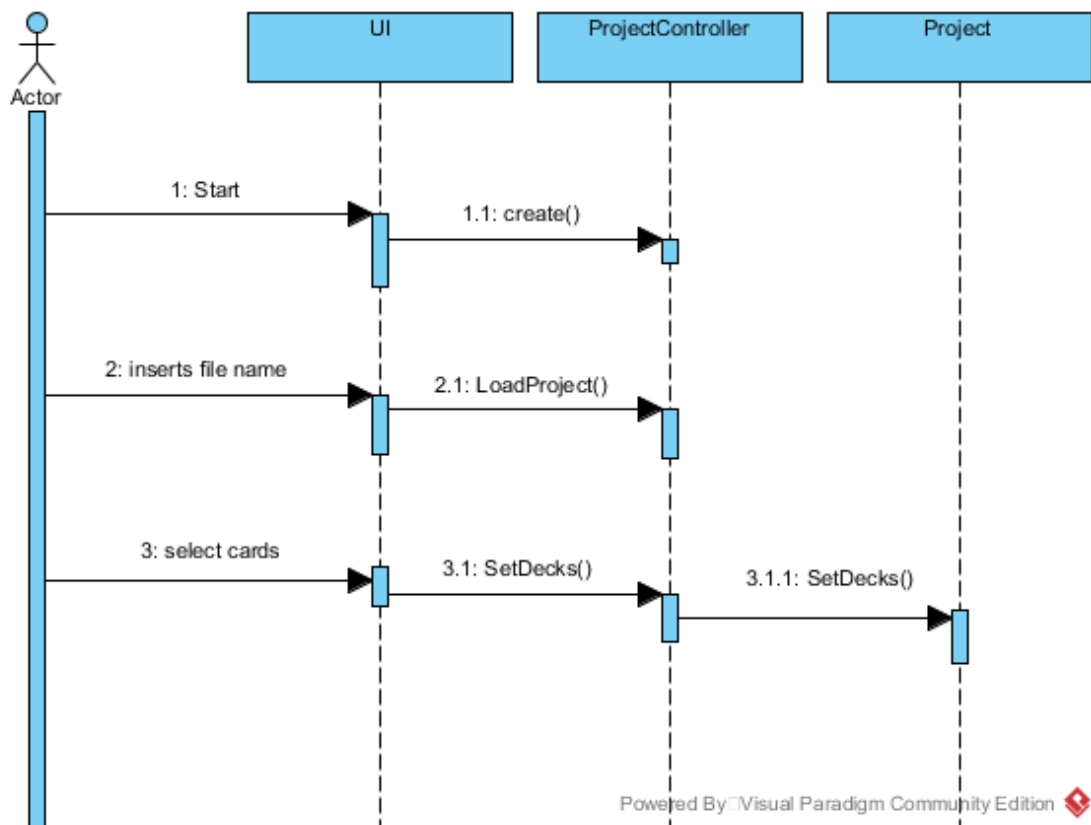 UI
ProjectController
Project
Actor
1: Start
1.1: create()
2: inserts file name
2.1: LoadProject()
3: select cards
3.1: SetDecks()
3.1.1: SetDecks()
Powered By Visual Paradigm Community Edition